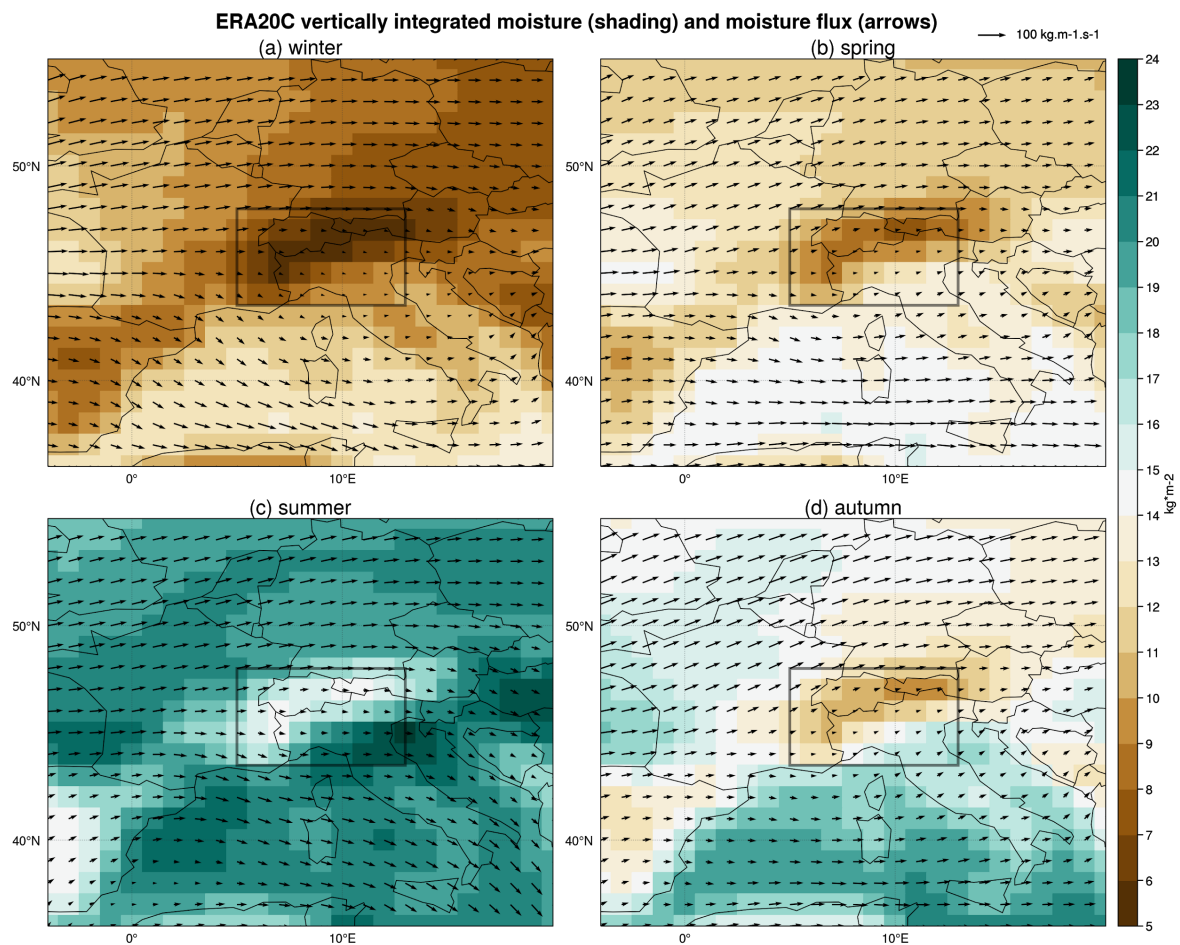 ERA20C vertically integrated moisture (shading) and moisture flux (arrows)
100 kg.m-1.s-1
(a) winter
(b) spring
50°N
40°N
0°
10°E
50°N
40°N
0°
10°E
(c) summer
(d) autumn
50°N
40°N
0°
10°E
50°N
40°N
0°
10°E
24
23
22
21
20
19
18
17
16
15
14
13
12
11
10
9
8
7
6
5
kg*m-2